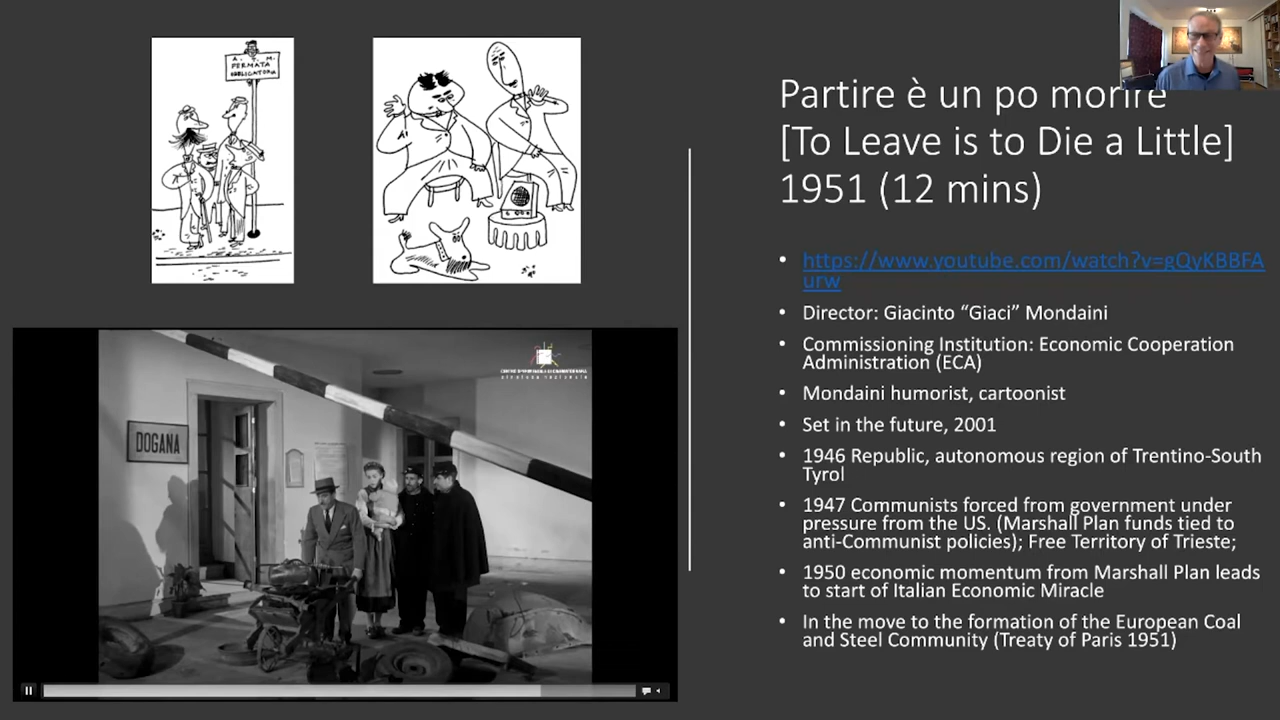 A. T. M.
FERMATA
OBBLIGATORIA
Partire è un po morire
[To Leave is to Die a Little]
1951 (12 mins)
• https://www.youtube.com/watch?v=gQyKBBFA
urw
• Director: Giacinto “Giaci” Mondaini
• Commissioning Institution: Economic Cooperation
Administration (ECA)
• Mondaini humorist, cartoonist
• Set in the future, 2001
• 1946 Republic, autonomous region of Trentino-South
Tyrol
• 1947 Communists forced from government under
pressure from the US. (Marshall Plan funds tied to
anti-Communist policies); Free Territory of Trieste;
• 1950 economic momentum from Marshall Plan leads
to start of Italian Economic Miracle
• In the move to the formation of the European Coal
and Steel Community (Treaty of Paris 1951)
DOGANA